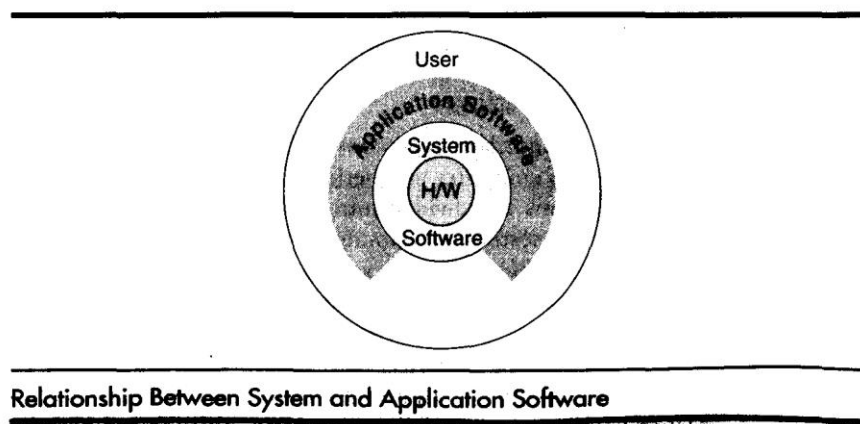 User
Application Software
System
H/W
Software
Relationship Between System and Application Software